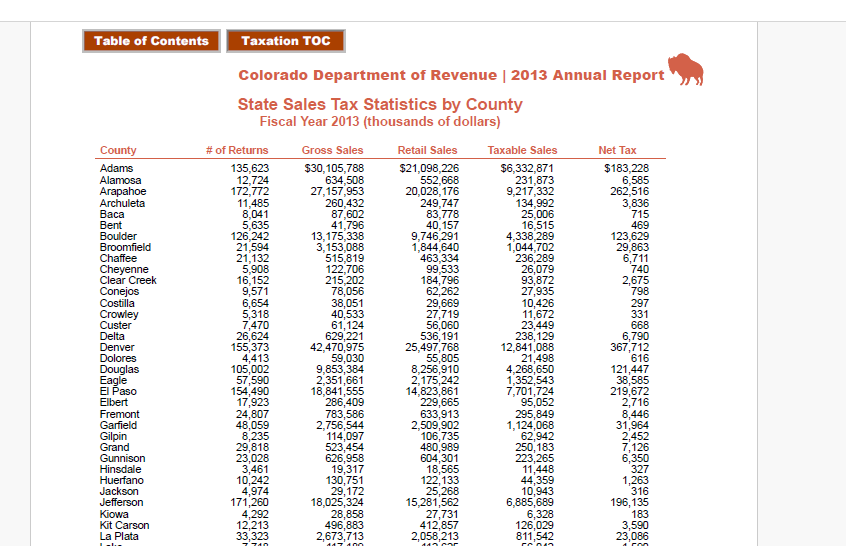 Table of Contents Taxation TOC
Colorado Department of Revenue | 2013 Annual Report
State Sales Tax Statistics by County
Fiscal Year 2013 (thousands of dollars)
County # of Returns Gross Sales Retail Sales Taxable Sales Net Tax
Adams 135,623 $30,105,788 $21,098,226 $6,332,871 $183,228
Alamosa 12,724 634,508 552,668 231,873 6,585
Arapahoe 172,772 27,157,953 20,028,176 9,217,332 262,516
Archuleta 11,485 260,432 249,747 134,992 3,836
Baca 8,041 87,602 83,778 25,006 715
Bent 5,635 41,796 40,157 16,515 469
Boulder 126,242 13,175,338 9,746,291 4,338,289 123,629
Broomfield 21,594 3,153,088 1,844,640 1,044,702 29,863
Chaffee 21,132 515,819 463,334 236,289 6,711
Cheyenne 5,908 122,706 99,533 26,079 740
Clear Creek 16,152 215,202 184,796 93,872 2,675
Conejos 9,571 78,056 62,262 27,935 798
Costilla 6,654 38,051 29,669 10,426 297
Crowley 5,318 40,533 27,719 11,672 331
Custer 7,470 61,124 56,060 23,449 668
Delta 26,624 629,221 536,191 238,129 6,790
Denver 155,373 42,470,975 25,497,768 12,841,088 367,712
Dolores 4,413 59,030 55,805 21,498 616
Douglas 105,002 9,853,384 8,256,910 4,268,650 121,447
Eagle 57,590 2,351,661 2,175,242 1,352,543 38,585
El Paso 154,490 18,841,555 14,823,861 7,701,724 219,672
Elbert 17,923 286,409 229,665 95,052 2,716
Fremont 24,807 783,586 633,913 295,849 8,446
Garfield 48,059 2,756,544 2,509,902 1,124,068 31,964
Gilpin 8,235 114,097 106,735 62,942 2,452
Grand 29,818 523,454 480,989 250,183 7,126
Gunnison 23,028 626,958 604,301 223,265 6,350
Hinsdale 3,461 19,317 18,565 11,448 327
Huerfano 10,242 130,751 122,133 44,359 1,263
Jackson 4,974 29,172 25,268 10,943 316
Jefferson 171,260 18,025,324 15,281,562 6,885,689 196,135
Kiowa 4,292 28,858 27,731 6,328 183
Kit Carson 12,213 496,883 412,857 126,029 3,590
La Plata 33,323 2,673,713 2,058,213 811,542 23,086